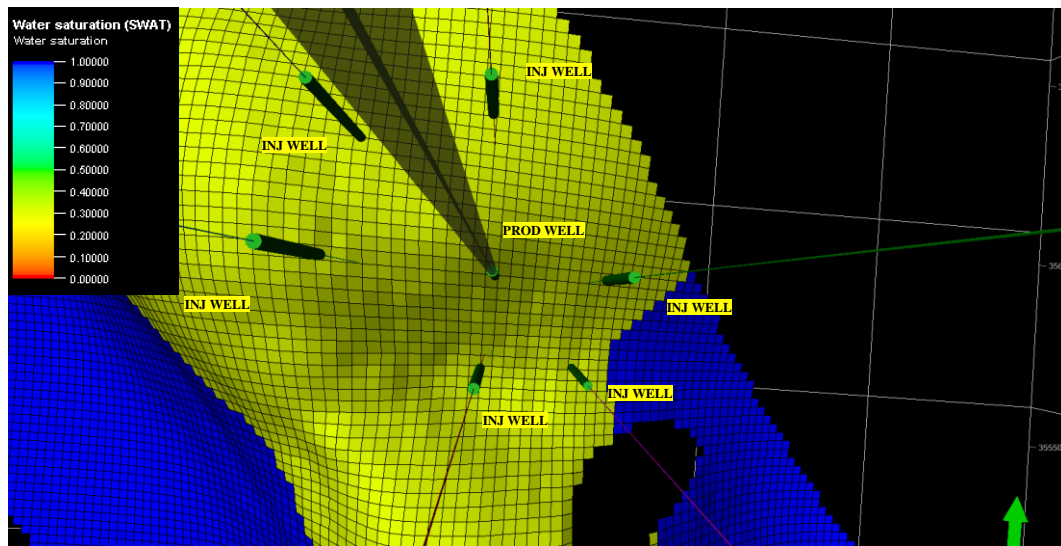 Water saturation (SWAT)
Water saturation
1.00000
0.90000
0.80000
0.70000
0.60000
0.50000
0.40000
0.30000
0.20000
0.10000
0.00000
INJ WELL
INJ WELL
PROD WELL
INJ WELL
INJ WELL
INJ WELL
INJ WELL
35550